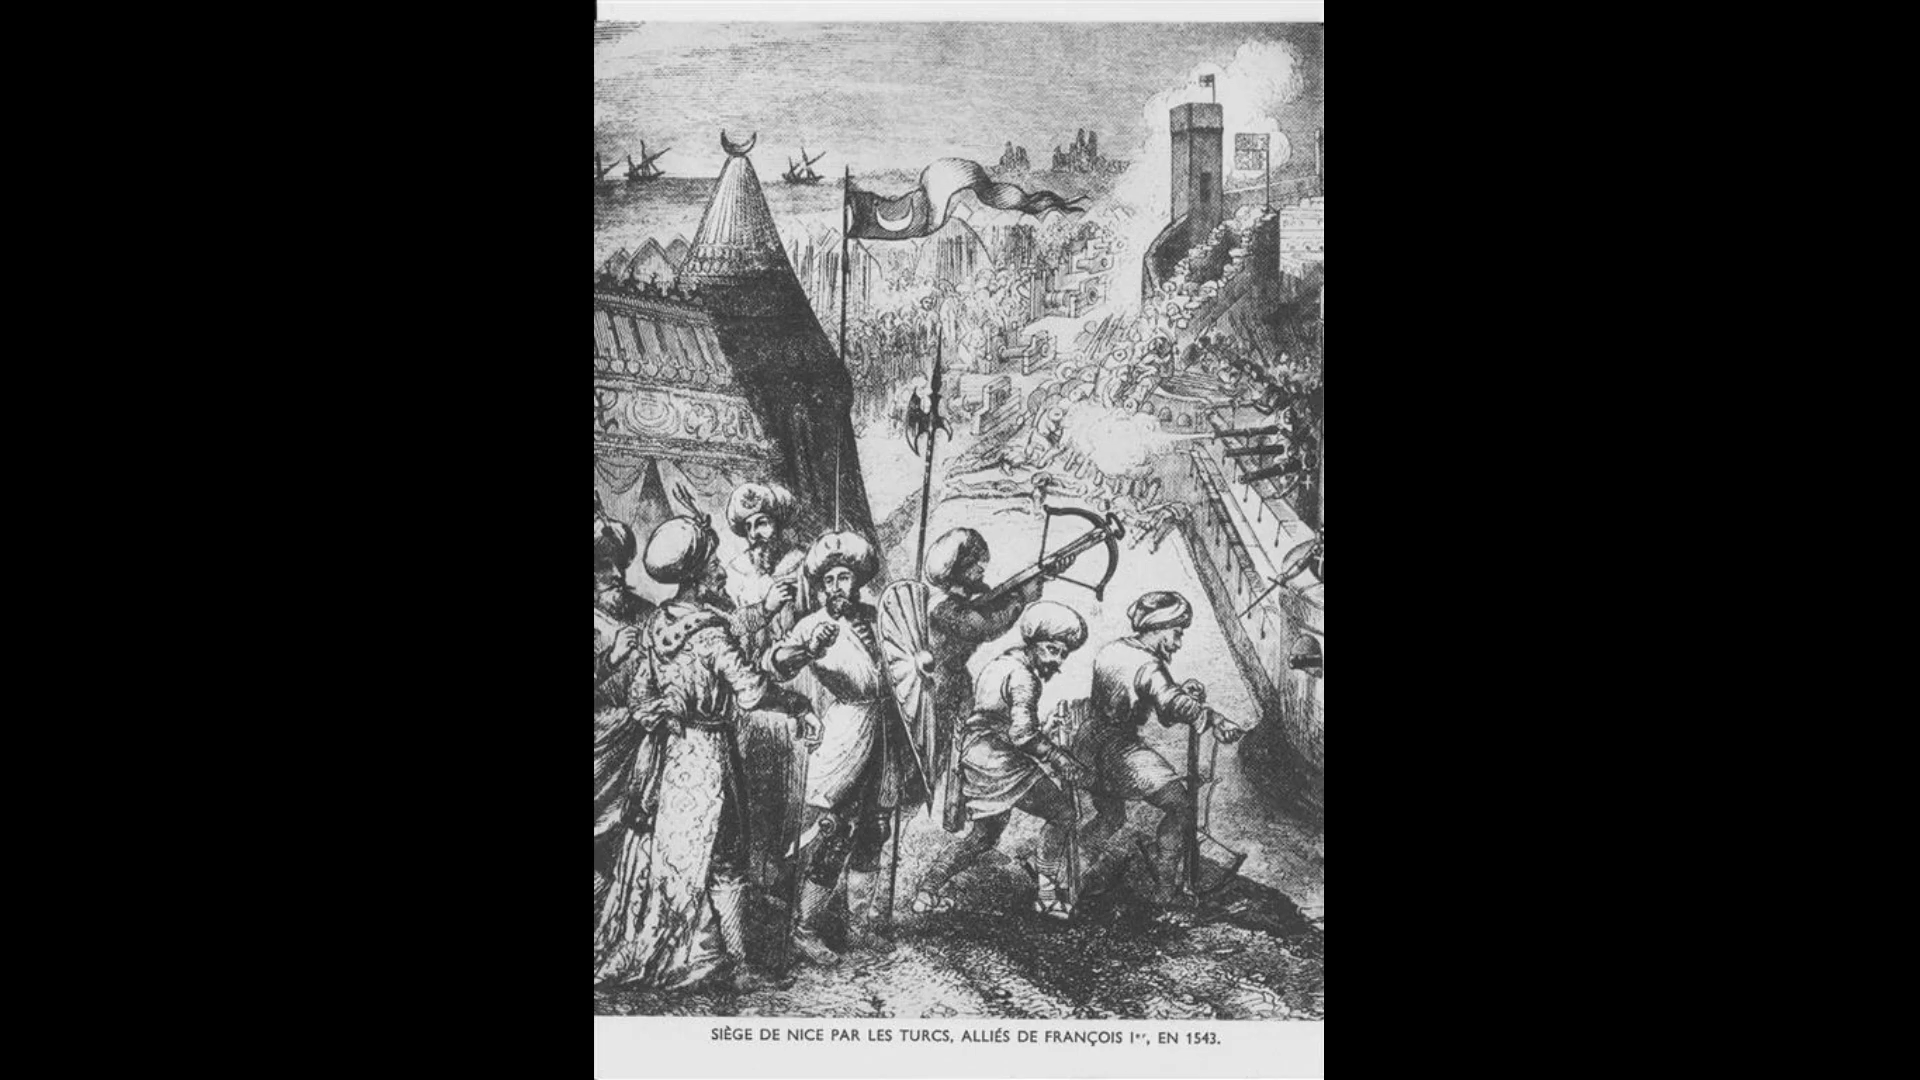 SIÈGE DE NICE PAR LES TURCS, ALLIÉS DE FRANÇOIS Iᵉʳ, EN 1543.